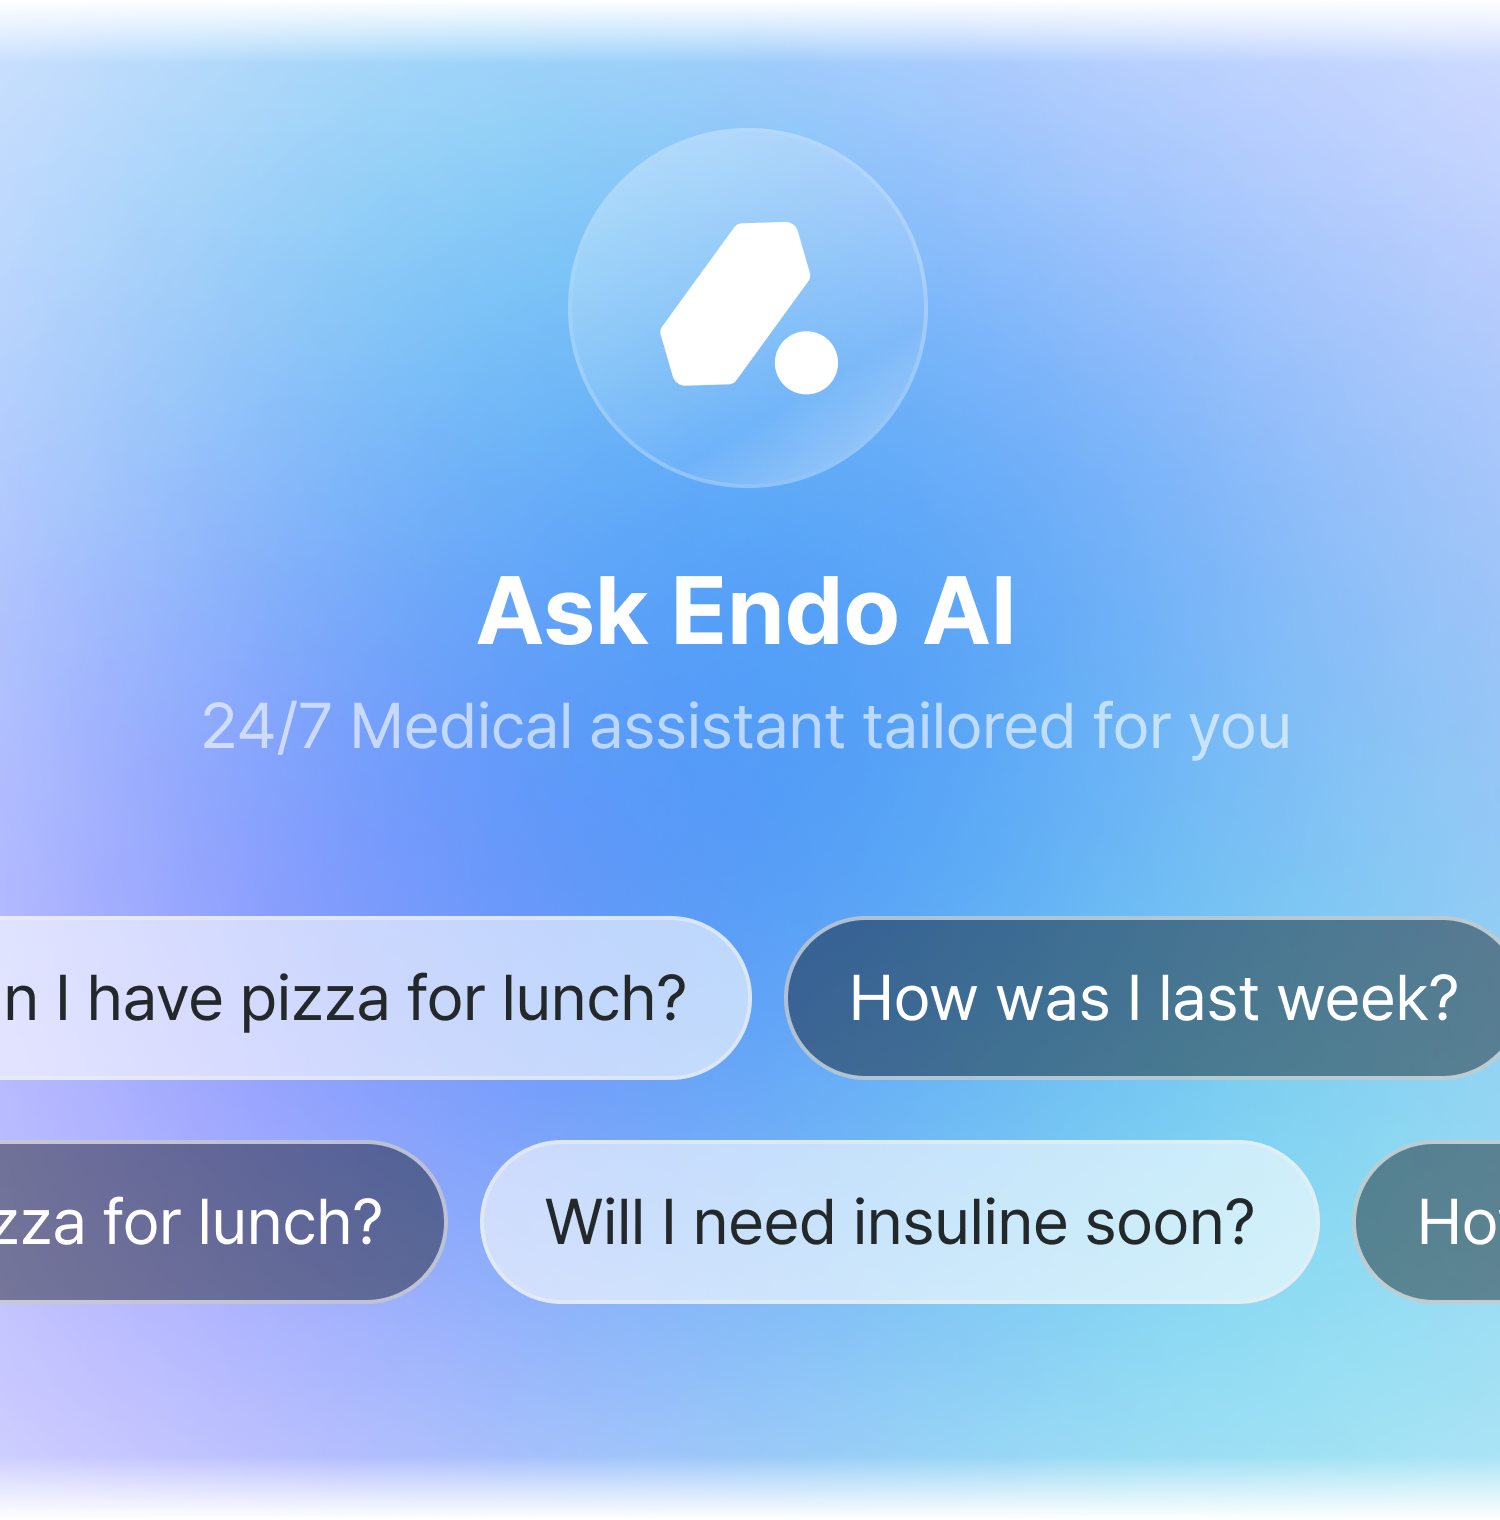 Ask Endo AI
24/7 Medical assistant tailored for you
n I have pizza for lunch?
How was I last week?
zza for lunch?
Will I need insuline soon?
Ho